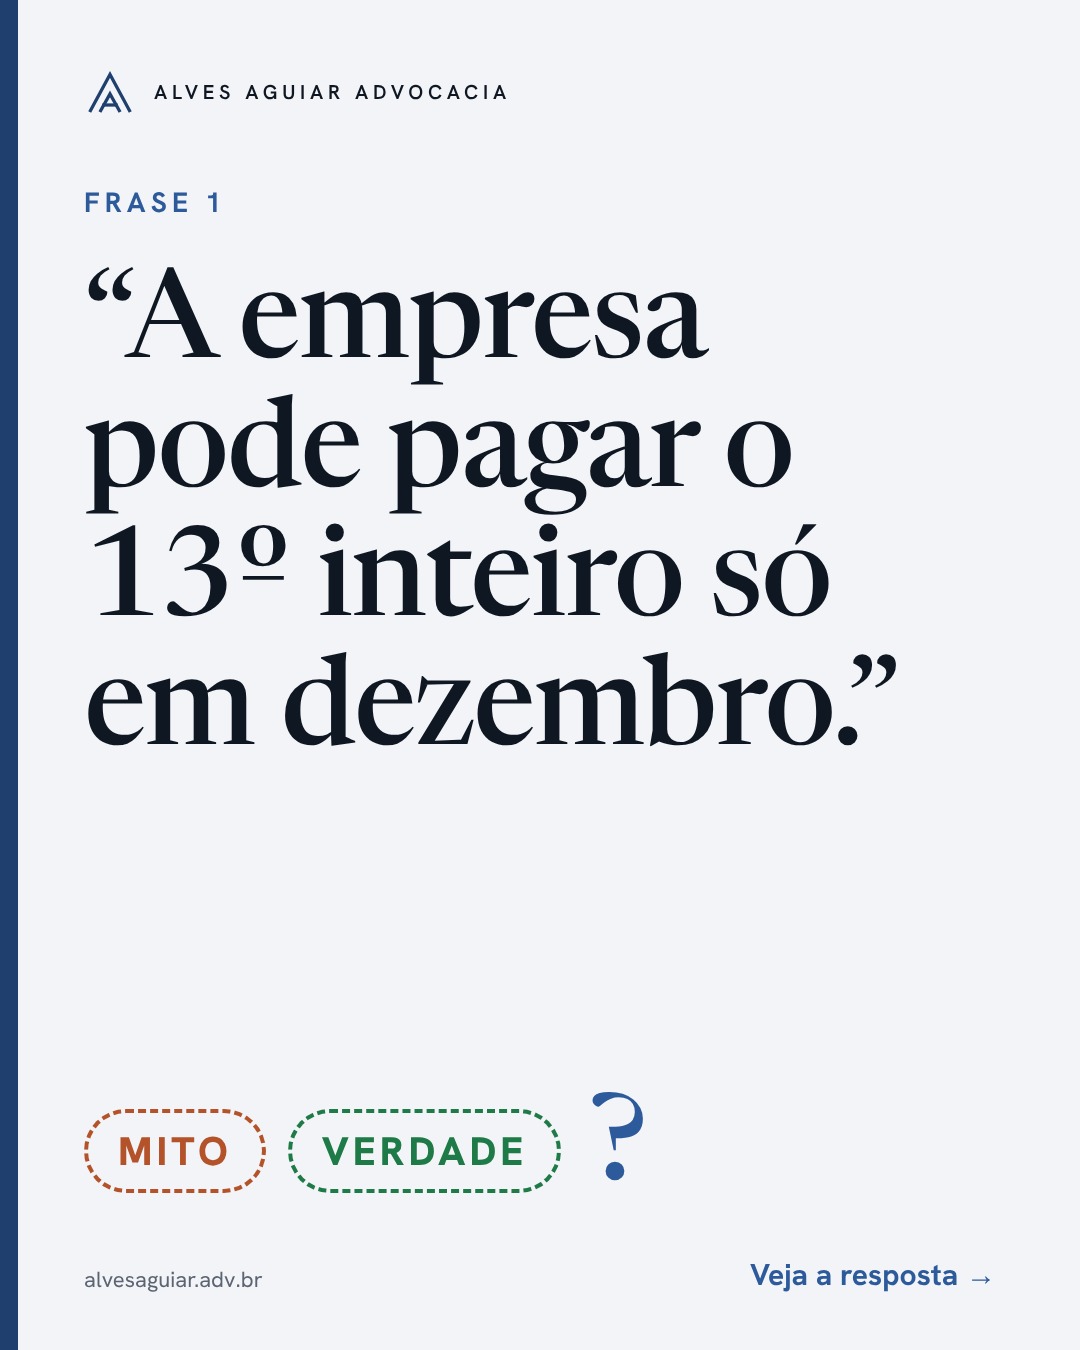 ALVES AGUIAR ADVOCACIA
FRASE 1
“A empresa
pode pagar o
13º inteiro só
em dezembro.”
MITO VERDADE ?
alvesaguiar.adv.br Veja a resposta →